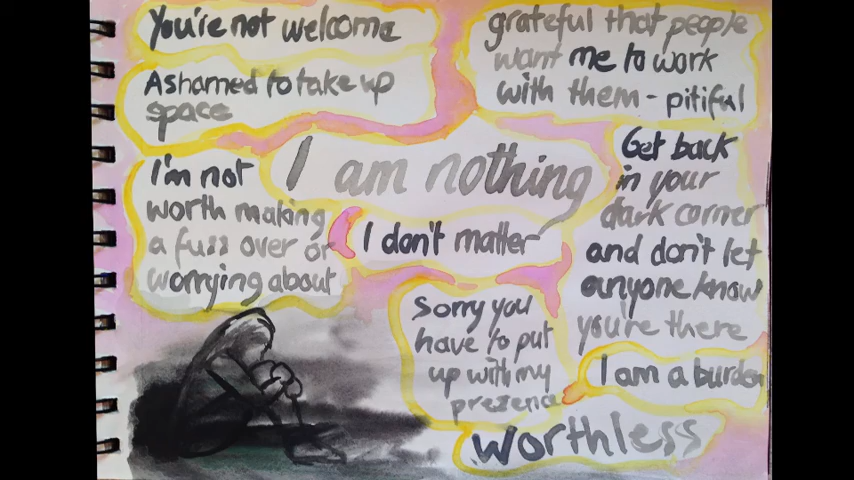 You're not welcome
Ashamed to take up
space
grateful that people
want me to work
with them - pitiful
I am nothing
I'm not
worth making
a fuss over or
worrying about
I don't matter
Get back
in your
dark corner
and don't let
anyone know
you're there
Sorry you
have to put
up with my
presence
I am a burden
worthless